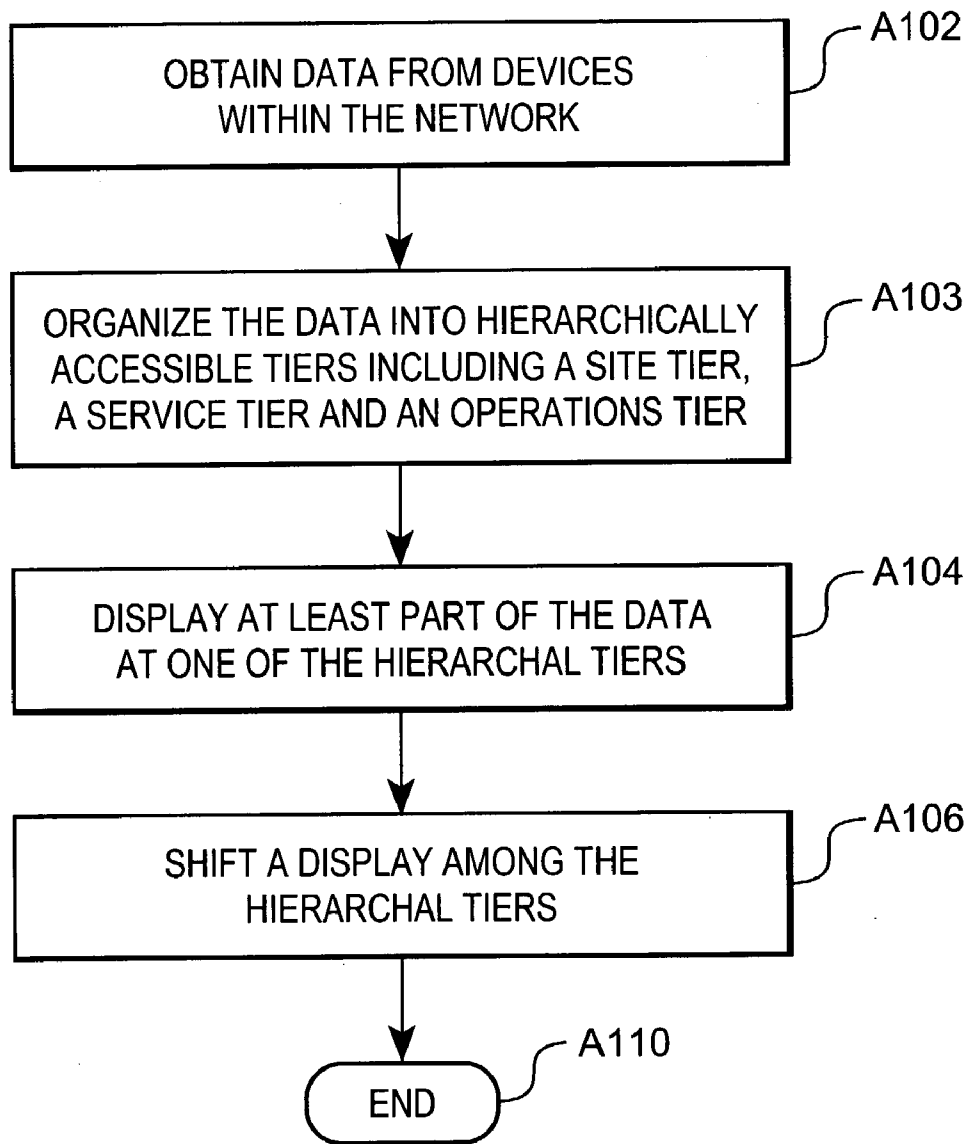 A102
OBTAIN DATA FROM DEVICES
WITHIN THE NETWORK
A103
ORGANIZE THE DATA INTO HIERARCHICALLY
ACCESSIBLE TIERS INCLUDING A SITE TIER,
A SERVICE TIER AND AN OPERATIONS TIER
A104
DISPLAY AT LEAST PART OF THE DATA
AT ONE OF THE HIERARCHAL TIERS
A106
SHIFT A DISPLAY AMONG THE
HIERARCHAL TIERS
A110
END